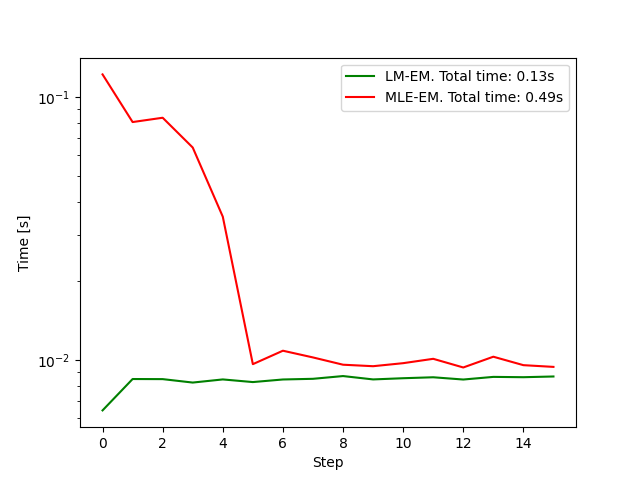 LM-EM. Total time: 0.13s
MLE-EM. Total time: 0.49s
10⁻¹
10⁻²
Time [s]
0 2 4 6 8 10 12 14
Step